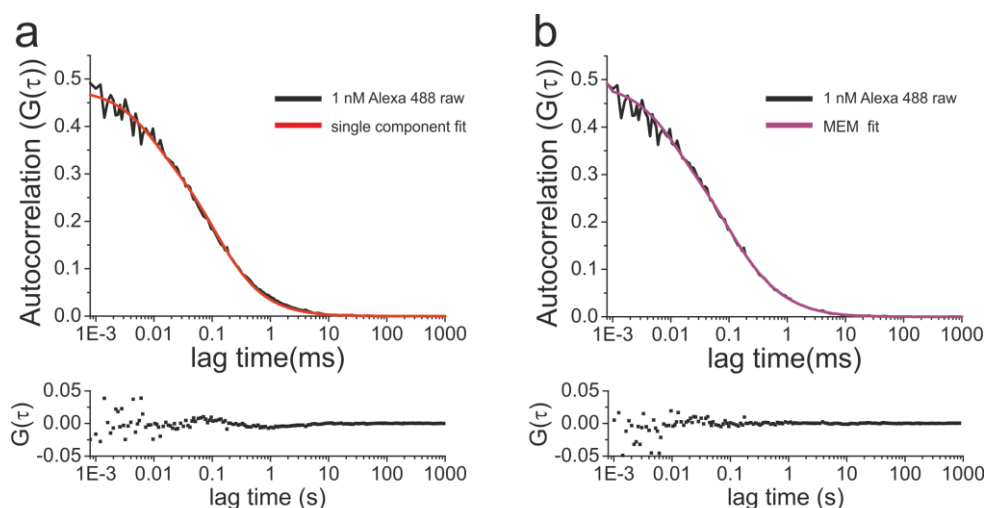 a
Autocorrelation (G(τ))
0.5
0.4
0.3
0.2
0.1
0.0
1 nM Alexa 488 raw
single component fit
1E-3 0.01 0.1 1 10 100 1000
lag time(ms)
G(τ)
0.05
0.00
-0.05
1E-3 0.01 0.1 1 10 100 1000
lag time (s)
b
Autocorrelation (G(τ))
0.5
0.4
0.3
0.2
0.1
0.0
1 nM Alexa 488 raw
MEM fit
1E-3 0.01 0.1 1 10 100 1000
lag time(ms)
G(τ)
0.05
0.00
-0.05
1E-3 0.01 0.1 1 10 100 1000
lag time (s)